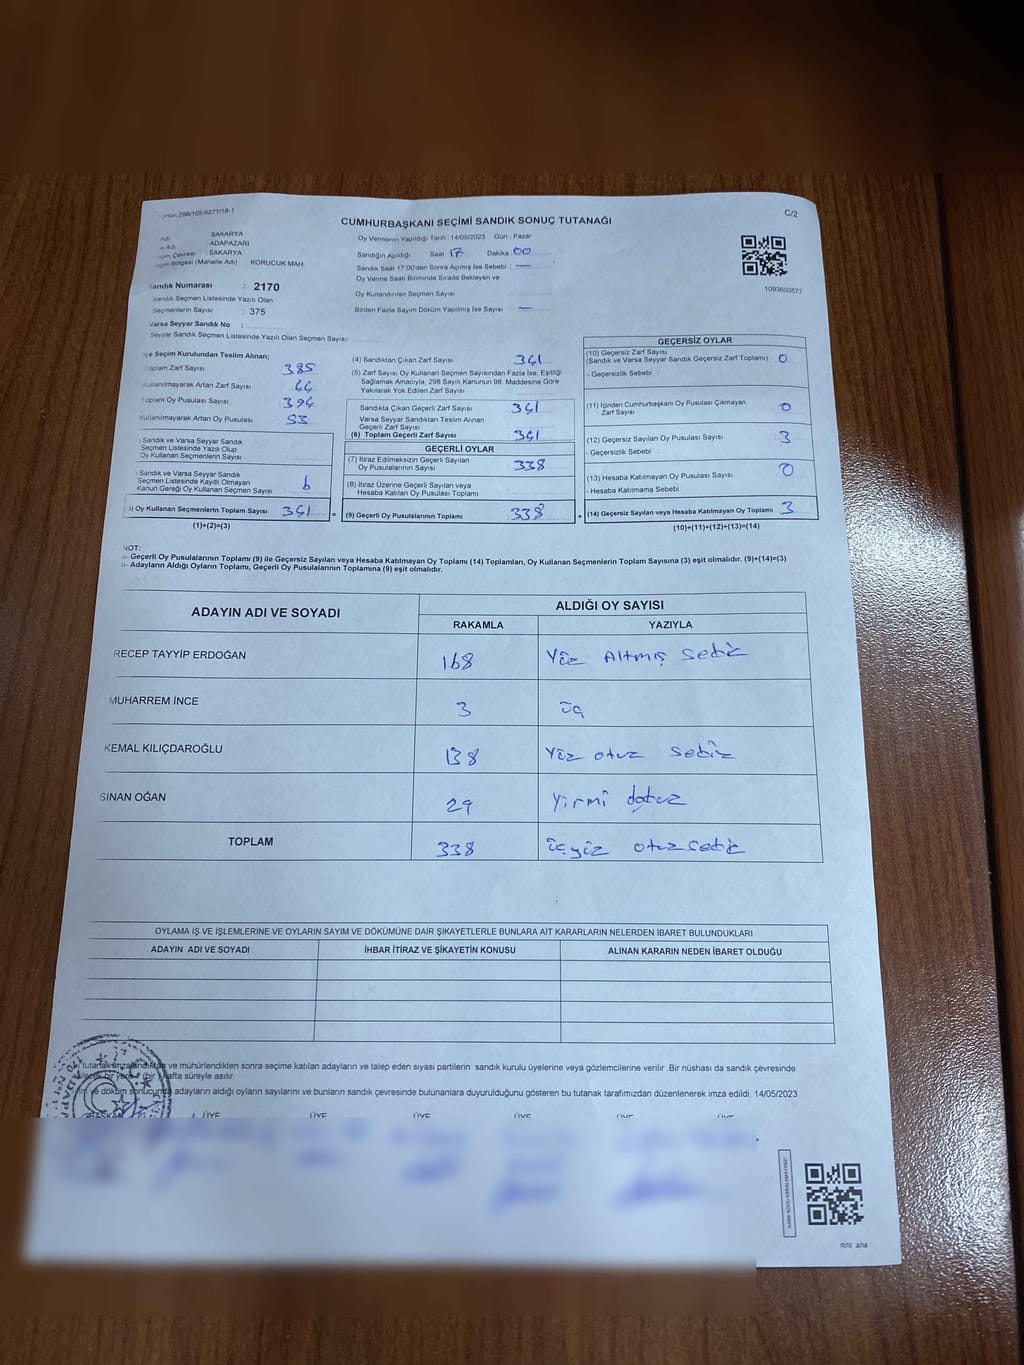 298/105.6271/18-1
C/2
CUMHURBAŞKANI SEÇİMİ SANDIK SONUÇ TUTANAĞI
Adı SAKARYA
Adı : ADAPAZARI
Çevresi : SAKARYA
Bölgesi (Mahalle Adı) KORUCUK MAH.
Sandık Numarası : 2170
Sandık Seçmen Listesinde Yazılı Olan
Seçmenlerin Sayısı : 375
Varsa Seyyar Sandık No :
Seyyar Sandık Seçmen Listesinde Yazılı Olan Seçmen Sayısı :
Oy Vermenin Yapıldığı Tarih : 14/05/2023 Gün : Pazar
Sandığın Açıldığı Saat 17 Dakika 00
Sandık Saat 17:00'den Sonra Açılmış İse Sebebi : —
Oy Verme Saati Bitiminde Sırada Bekleyen ve
Oy Kullandırılan Seçmen Sayısı
Birden Fazla Sayım Döküm Yapılmış İse Sayısı : —
1093603577
İlçe Seçim Kurulundan Teslim Alınan;
Toplam Zarf Sayısı 385
Kullanılmayarak Artan Zarf Sayısı 44
Toplam Oy Pusulası Sayısı 394
Kullanılmayarak Artan Oy Pusulası 53
Sandık ve Varsa Seyyar Sandık
Seçmen Listesinde Yazılı Olup
Oy Kullanan Seçmenlerin Sayısı
Sandık ve Varsa Seyyar Sandık
Seçmen Listesinde Kayıtlı Olmayan
Kanun Gereği Oy Kullanan Seçmen Sayısı 6
) Oy Kullanan Seçmenlerin Toplam Sayısı 341 =
(1)+(2)=(3)
(4) Sandıktan Çıkan Zarf Sayısı 341
(5) Zarf Sayısı Oy Kullanan Seçmen Sayısından Fazla İse, Eşitliği
Sağlamak Amacıyla, 298 Sayılı Kanunun 98. Maddesine Göre
Yakılarak Yok Edilen Zarf Sayısı
Sandıkta Çıkan Geçerli Zarf Sayısı 341
Varsa Seyyar Sandıktan Teslim Alınan
Geçerli Zarf Sayısı
(6) Toplam Geçerli Zarf Sayısı 341
GEÇERLİ OYLAR
(7) İtiraz Edilmeksizin Geçerli Sayılan
Oy Pusulalarının Sayısı 338
(8) İtiraz Üzerine Geçerli Sayılan veya
Hesaba Katılan Oy Pusulası Toplamı
(9) Geçerli Oy Pusulalarının Toplamı 338 +
GEÇERSİZ OYLAR
(10) Geçersiz Zarf Sayısı
(Sandık ve Varsa Seyyar Sandık Geçersiz Zarf Toplamı) 0
- Geçersizlik Sebebi :
(11) İçinden Cumhurbaşkanı Oy Pusulası Çıkmayan
Zarf Sayısı 0
(12) Geçersiz Sayılan Oy Pusulası Sayısı 3
- Geçersizlik Sebebi :
(13) Hesaba Katılmayan Oy Pusulası Sayısı 0
- Hesaba Katılmama Sebebi
(14) Geçersiz Sayılan veya Hesaba Katılmayan Oy Toplamı 3
(10)+(11)+(12)+(13)=(14)
NOT:
- Geçerli Oy Pusulalarının Toplamı (9) ile Geçersiz Sayılan veya Hesaba Katılmayan Oy Toplamı (14) Toplamları, Oy Kullanan Seçmenlerin Toplam Sayısına (3) eşit olmalıdır. (9)+(14)=(3)
- Adayların Aldığı Oyların Toplamı, Geçerli Oy Pusulalarının Toplamına (9) eşit olmalıdır.
ADAYIN ADI VE SOYADI ALDIĞI OY SAYISI
RAKAMLA YAZIYLA
RECEP TAYYİP ERDOĞAN 168 Yüz Altmış Sekiz
MUHARREM İNCE 3 üç
KEMAL KILIÇDAROĞLU 138 Yüz otuz sekiz
SİNAN OĞAN 29 Yirmi dokuz
TOPLAM 338 üçyüz otuzsekiz
OYLAMA İŞ VE İŞLEMLERİNE VE OYLARIN SAYIM VE DÖKÜMÜNE DAİR ŞİKAYETLERLE BUNLARA AİT KARARLARIN NELERDEN İBARET BULUNDUKLARI
ADAYIN ADI VE SOYADI İHBAR İTİRAZ VE ŞİKAYETİN KONUSU ALINAN KARARIN NEDEN İBARET OLDUĞU
tutanak imzalandıktan ve mühürlendikten sonra seçime katılan adayların ve talep eden siyasi partilerin sandık kurulu üyelerine veya gözlemcilerine verilir. Bir nüshası da sandık çevresinde
bir yere 1 (bir) hafta süreyle asılır.
ve döküm sonucunda adayların aldığı oyların sayılarını ve bunların sandık çevresinde bulunanlara duyurulduğunu gösteren bu tutanak tarafımızdan düzenlenerek imza edildi. 14/05/2023
BAŞKAN ÜYE ÜYE ÜYE ÜYE ÜYE ÜYE